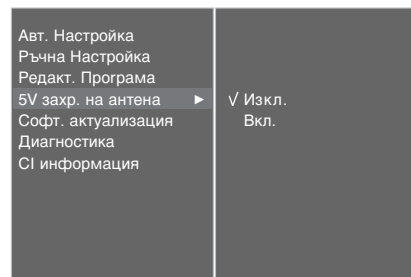 Авт. Настройка
Ръчна Настройка
Редакт. Програма
5V захр. на антена ► √ Изкл.
Софт. актуализация Вкл.
Диагностика
CI информация